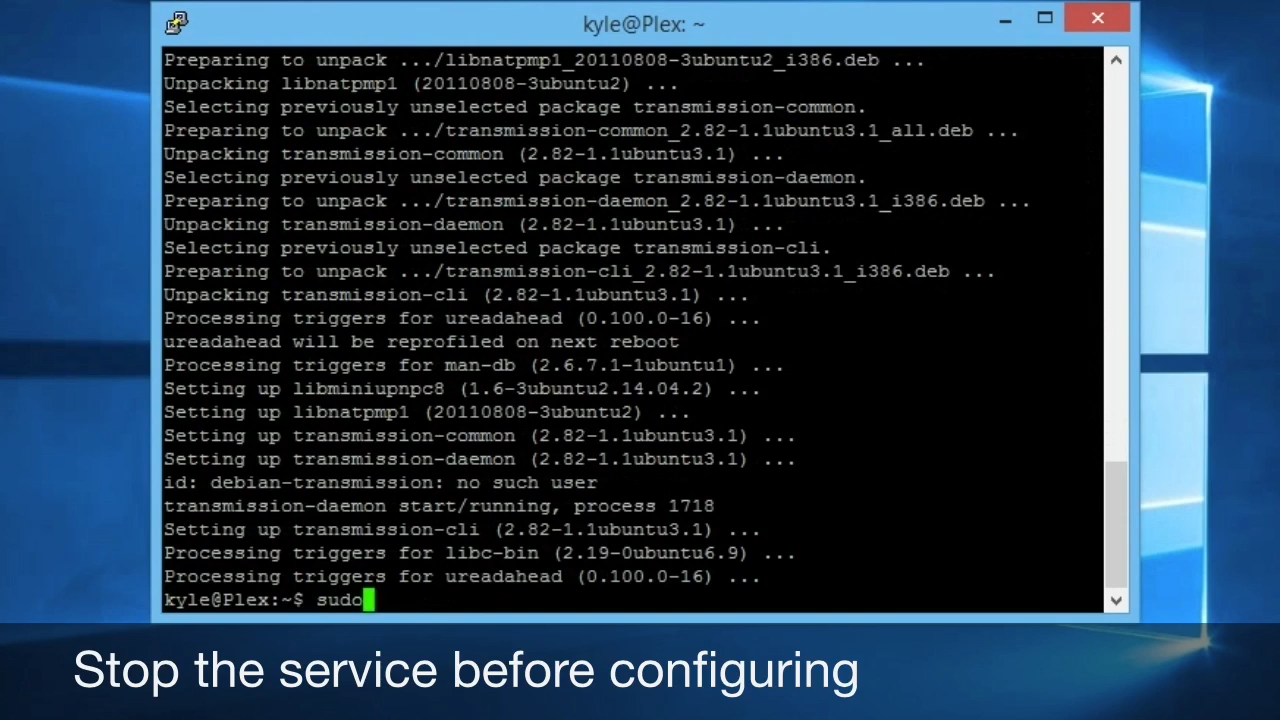 kyle@Plex: ~
Preparing to unpack .../libnatpmp1_20110808-3ubuntu2_i386.deb ...
Unpacking libnatpmp1 (20110808-3ubuntu2) ...
Selecting previously unselected package transmission-common.
Preparing to unpack .../transmission-common_2.82-1.1ubuntu3.1_all.deb ...
Unpacking transmission-common (2.82-1.1ubuntu3.1) ...
Selecting previously unselected package transmission-daemon.
Preparing to unpack .../transmission-daemon_2.82-1.1ubuntu3.1_i386.deb ...
Unpacking transmission-daemon (2.82-1.1ubuntu3.1) ...
Selecting previously unselected package transmission-cli.
Preparing to unpack .../transmission-cli_2.82-1.1ubuntu3.1_i386.deb ...
Unpacking transmission-cli (2.82-1.1ubuntu3.1) ...
Processing triggers for ureadahead (0.100.0-16) ...
ureadahead will be reprofiled on next reboot
Processing triggers for man-db (2.6.7.1-1ubuntu1) ...
Setting up libminiupnpc8 (1.6-3ubuntu2.14.04.2) ...
Setting up libnatpmp1 (20110808-3ubuntu2) ...
Setting up transmission-common (2.82-1.1ubuntu3.1) ...
Setting up transmission-daemon (2.82-1.1ubuntu3.1) ...
id: debian-transmission: no such user
transmission-daemon start/running, process 1718
Setting up transmission-cli (2.82-1.1ubuntu3.1) ...
Processing triggers for libc-bin (2.19-0ubuntu6.9) ...
Processing triggers for ureadahead (0.100.0-16) ...
kyle@Plex:~$ sudo
Stop the service before configuring